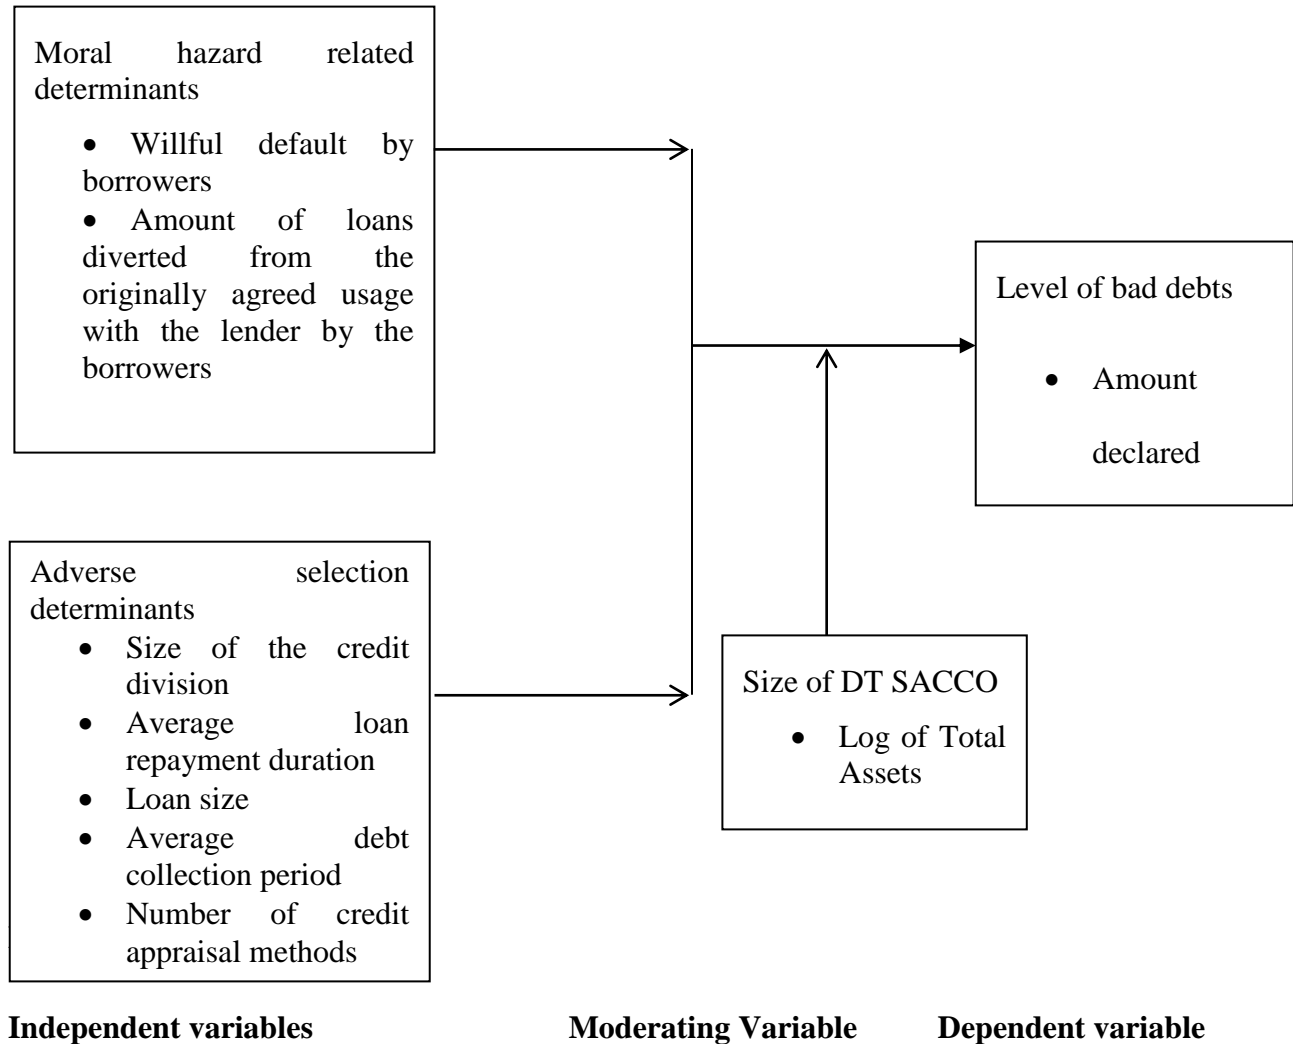 Moral hazard related
determinants
• Willful default by
borrowers
• Amount of loans
diverted from the
originally agreed usage
with the lender by the
borrowers
Level of bad debts
• Amount
declared
Adverse selection
determinants
• Size of the credit
division
• Average loan
repayment duration
• Loan size
• Average debt
collection period
• Number of credit
appraisal methods
Size of DT SACCO
• Log of Total
Assets
Independent variables Moderating Variable Dependent variable